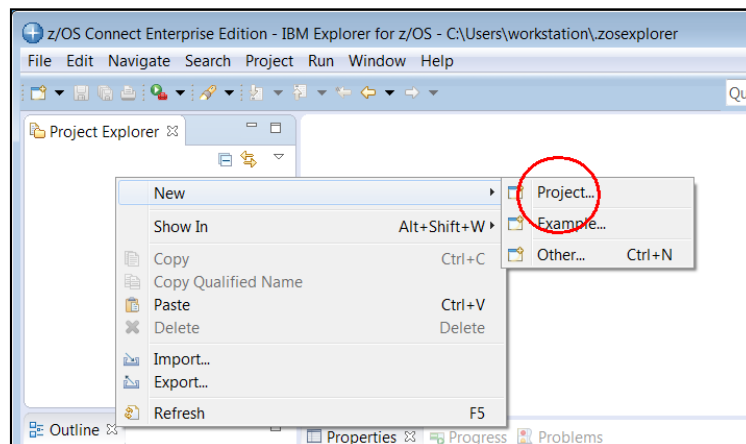 z/OS Connect Enterprise Edition - IBM Explorer for z/OS - C:\Users\workstation\.zosexplorer
File Edit Navigate Search Project Run Window Help
Qu
Project Explorer
New
Project...
Show In Alt+Shift+W
Example...
Copy Ctrl+C
Other... Ctrl+N
Copy Qualified Name
Paste Ctrl+V
Delete Delete
Import...
Export...
Refresh F5
Outline
Properties Progress Problems